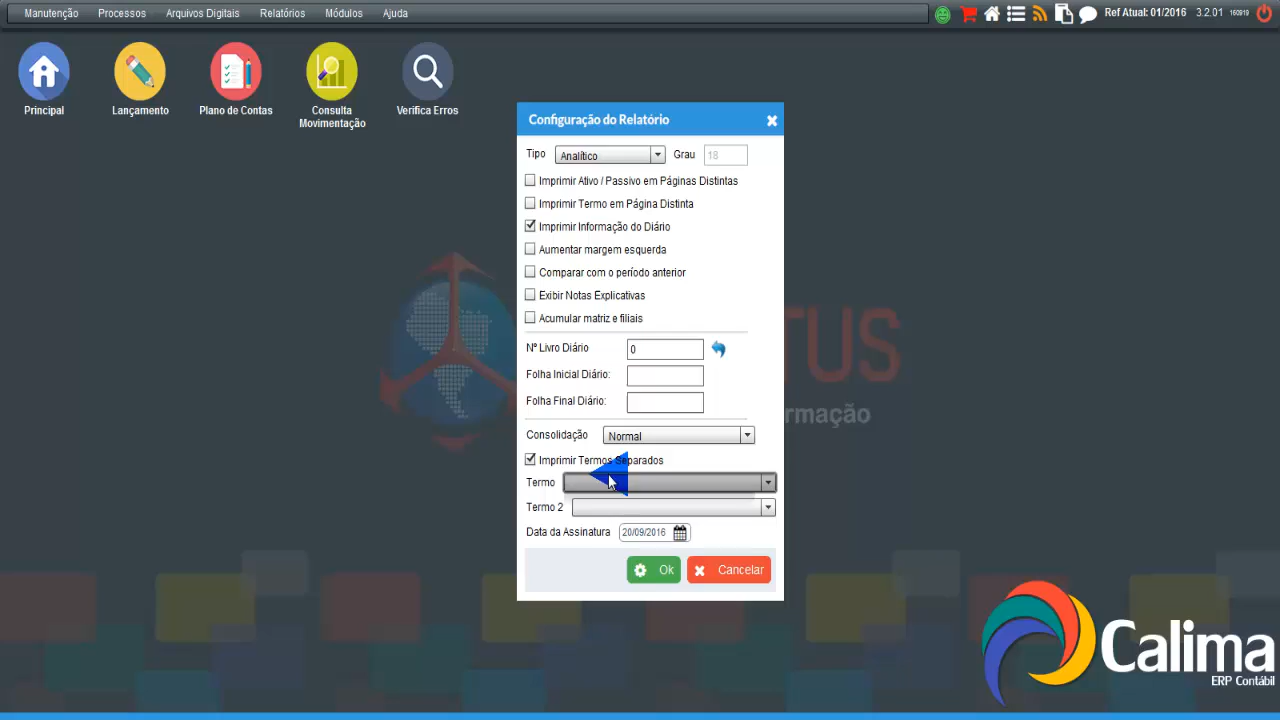 Manutenção Processos Arquivos Digitais Relatórios Módulos Ajuda Ref Atual: 01/2016 3.2.01 160919
Principal Lançamento Plano de Contas Consulta Movimentação Verifica Erros
Configuração do Relatório
Tipo Analítico Grau 18
Imprimir Ativo / Passivo em Páginas Distintas
Imprimir Termo em Página Distinta
Imprimir Informação do Diário
Aumentar margem esquerda
Comparar com o período anterior
Exibir Notas Explicativas
Acumular matriz e filiais
Nº Livro Diário 0
Folha Inicial Diário:
Folha Final Diário:
Consolidação Normal
Imprimir Termos Separados
Termo
Termo 2
Data da Assinatura 20/09/2016
Ok Cancelar
TUS
rmação
Calima
ERP Contábil